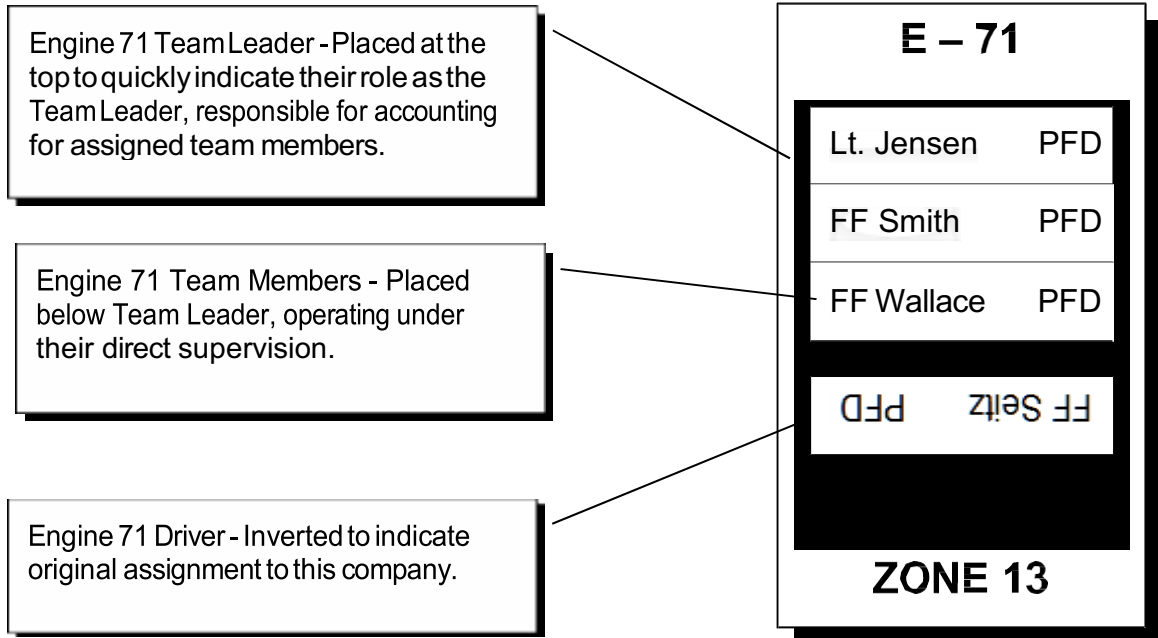 Engine 71 Team Leader - Placed at the
top to quickly indicate their role as the
Team Leader, responsible for accounting
for assigned team members.
Engine 71 Team Members - Placed
below Team Leader, operating under
their direct supervision.
Engine 71 Driver - Inverted to indicate
original assignment to this company.
E – 71
Lt. Jensen PFD
FF Smith PFD
FF Wallace PFD
FF Seitz PFD
ZONE 13